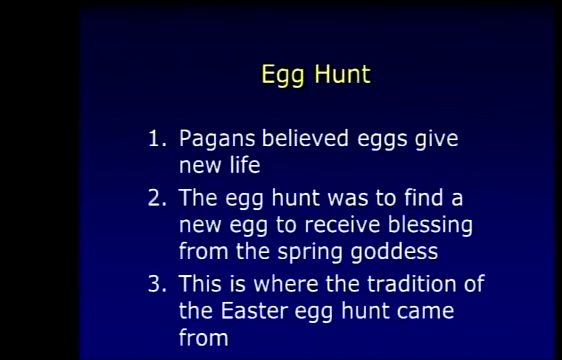 Egg Hunt
1. Pagans believed eggs give
new life
2. The egg hunt was to find a
new egg to receive blessing
from the spring goddess
3. This is where the tradition of
the Easter egg hunt came
from